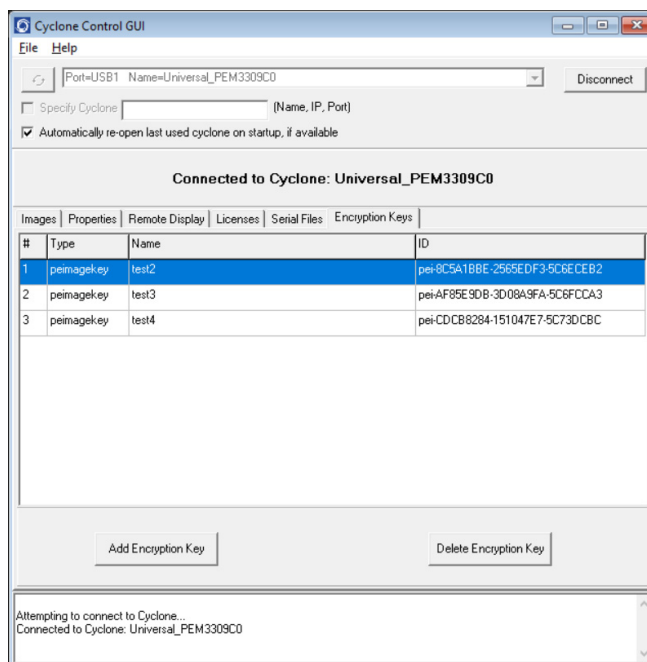 Cyclone Control GUI
File Help
Port=USB1 Name=Universal_PEM3309C0
Disconnect
Specify Cyclone (Name, IP, Port)
Automatically re-open last used cyclone on startup, if available
Connected to Cyclone: Universal_PEM3309C0
Images Properties Remote Display Licenses Serial Files Encryption Keys
# Type Name ID
1 peimagekey test2 pei-8C5A1BBE-2565EDF3-5C6ECEB2
2 peimagekey test3 pei-AF85E9DB-3D08A9FA-5C6FCCA3
3 peimagekey test4 pei-CDCB8284-151047E7-5C73DCBC
Add Encryption Key Delete Encryption Key
Attempting to connect to Cyclone...
Connected to Cyclone: Universal_PEM3309C0